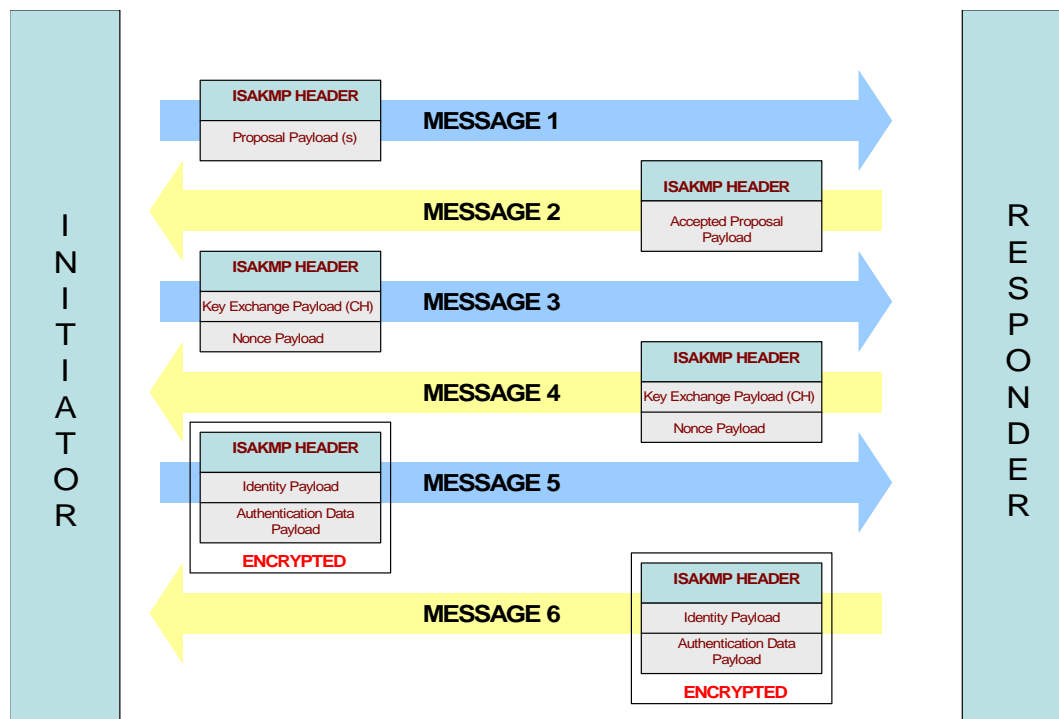 INITIATOR
ISAKMP HEADER
Proposal Payload (s)
MESSAGE 1
MESSAGE 2
ISAKMP HEADER
Accepted Proposal
Payload
ISAKMP HEADER
Key Exchange Payload (CH)
Nonce Payload
MESSAGE 3
MESSAGE 4
ISAKMP HEADER
Key Exchange Payload (CH)
Nonce Payload
ISAKMP HEADER
Identity Payload
Authentication Data
Payload
ENCRYPTED
MESSAGE 5
MESSAGE 6
ISAKMP HEADER
Identity Payload
Authentication Data
Payload
ENCRYPTED
RESPONDER